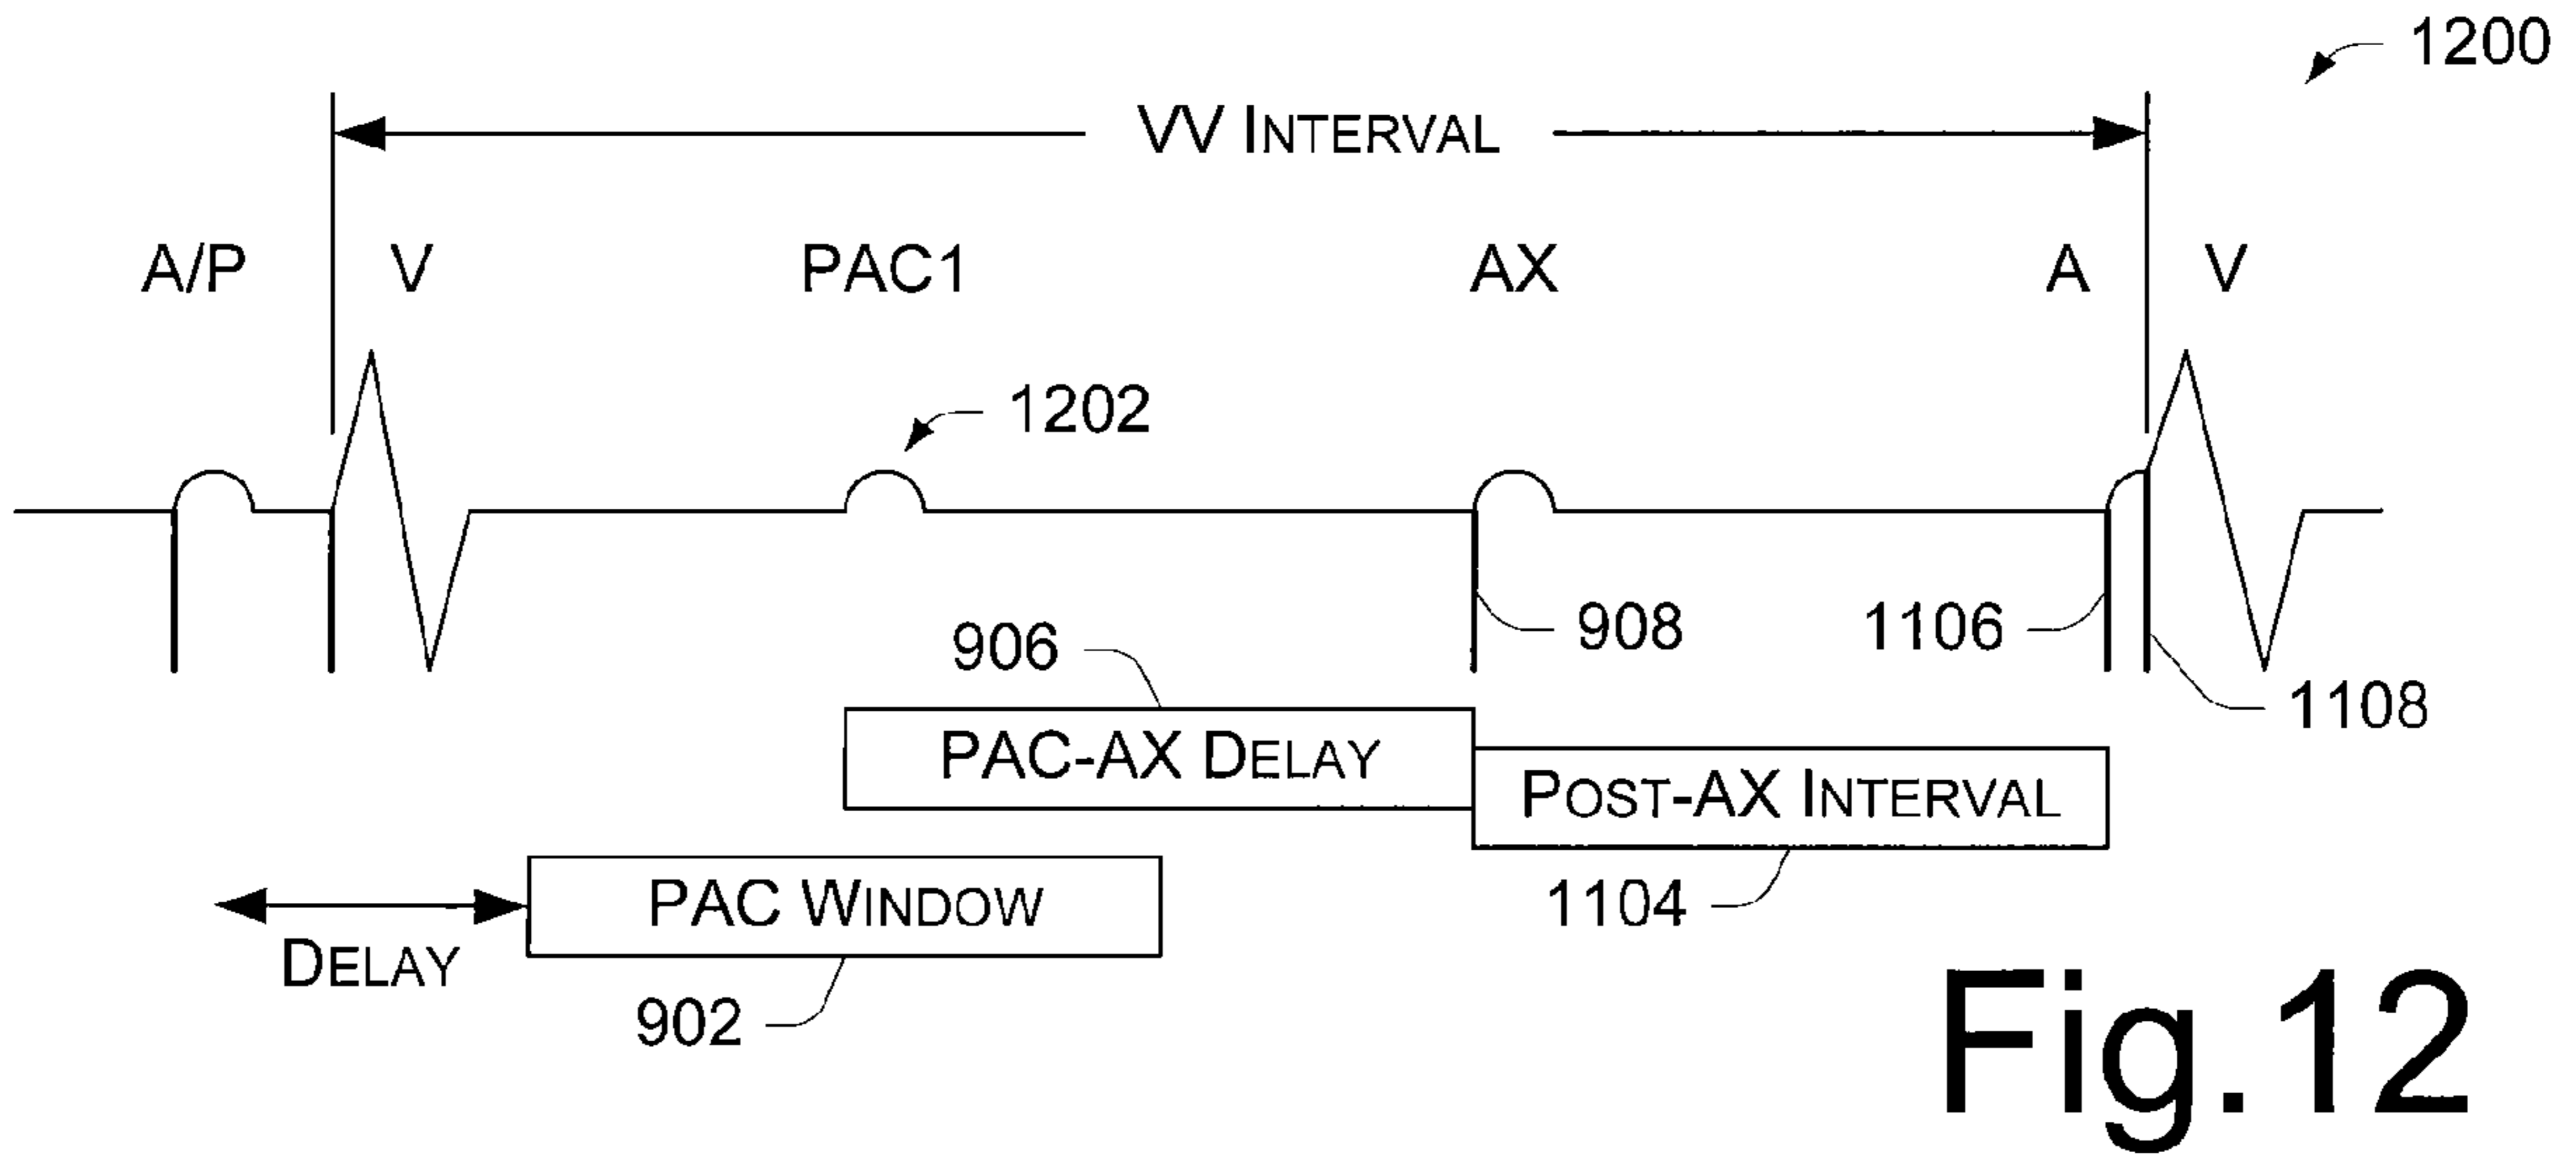 1200
VV INTERVAL
A/P V PAC1 AX A V
1202
908
1106
906
1108
PAC-AX DELAY
POST-AX INTERVAL
PAC WINDOW
1104
DELAY
902
Fig.12